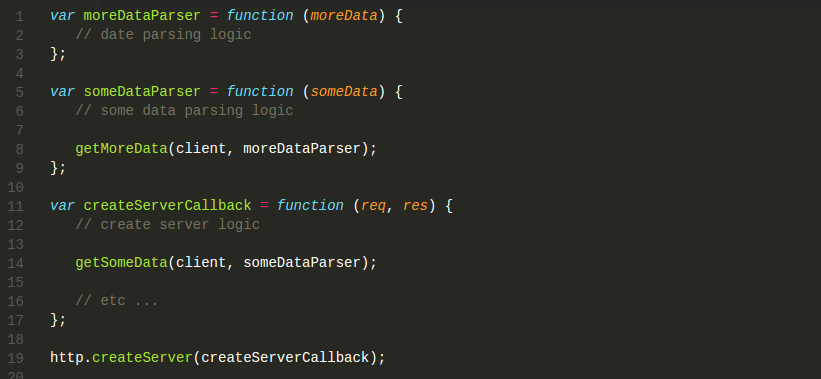 1 var moreDataParser = function (moreData) {
2 // date parsing logic
3 };
4
5 var someDataParser = function (someData) {
6 // some data parsing logic
7
8 getMoreData(client, moreDataParser);
9 };
10
11 var createServerCallback = function (req, res) {
12 // create server logic
13
14 getSomeData(client, someDataParser);
15
16 // etc ...
17 };
18
19 http.createServer(createServerCallback);
20